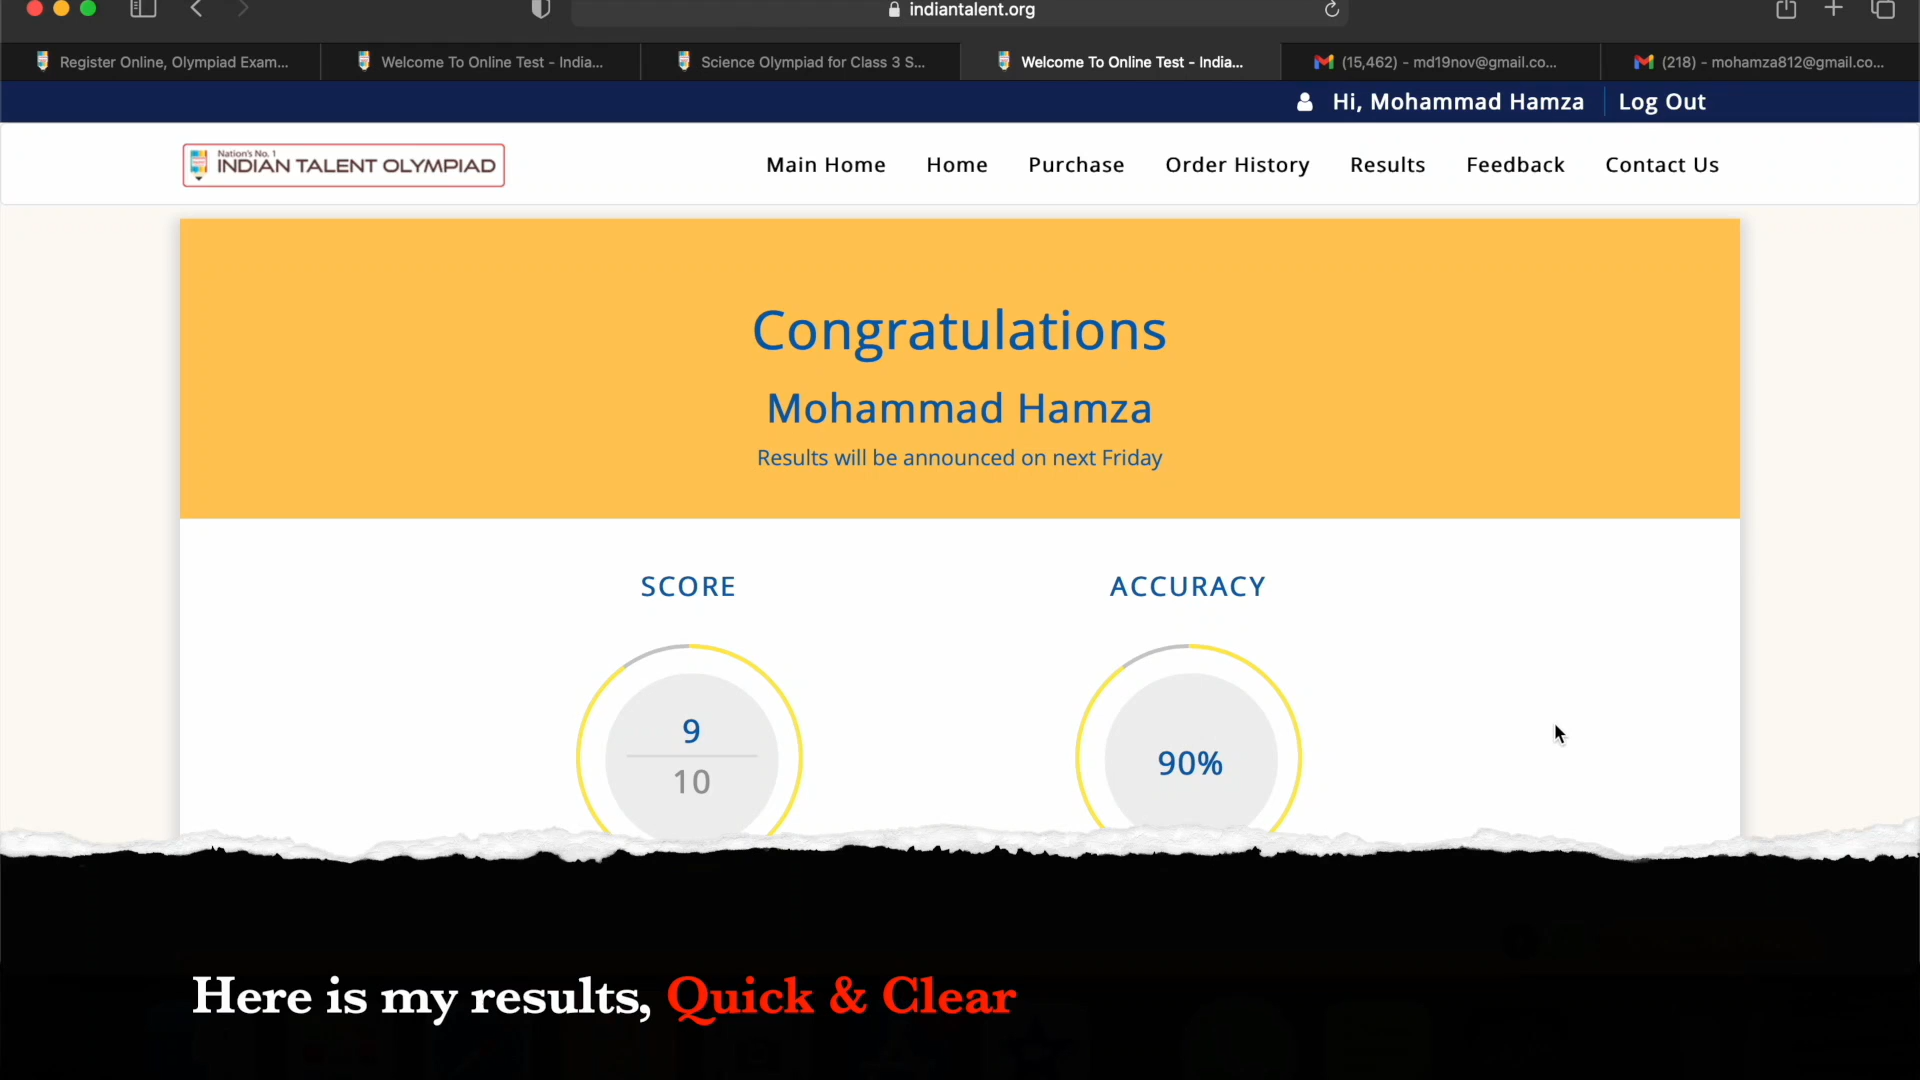 indiantalent.org
Register Online, Olympiad Exam...
Welcome To Online Test - India...
Science Olympiad for Class 3 S...
Welcome To Online Test - India...
(15,462) - md19nov@gmail.co...
(218) - mohamza812@gmail.co...
Hi, Mohammad Hamza
Log Out
Nation's No. 1
INDIAN TALENT OLYMPIAD
Main Home
Home
Purchase
Order History
Results
Feedback
Contact Us
Congratulations
Mohammad Hamza
Results will be announced on next Friday
SCORE
ACCURACY
9
10
90%
Here is my results, Quick & Clear